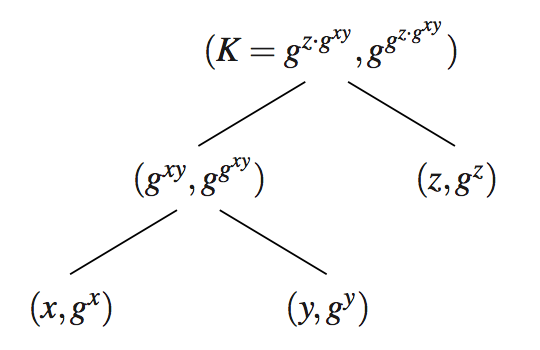 (K = g^{z·g^{xy}}, g^{g^{z·g^{xy}}})
(g^{xy}, g^{g^{xy}}) (z, g^z)
(x, g^x) (y, g^y)